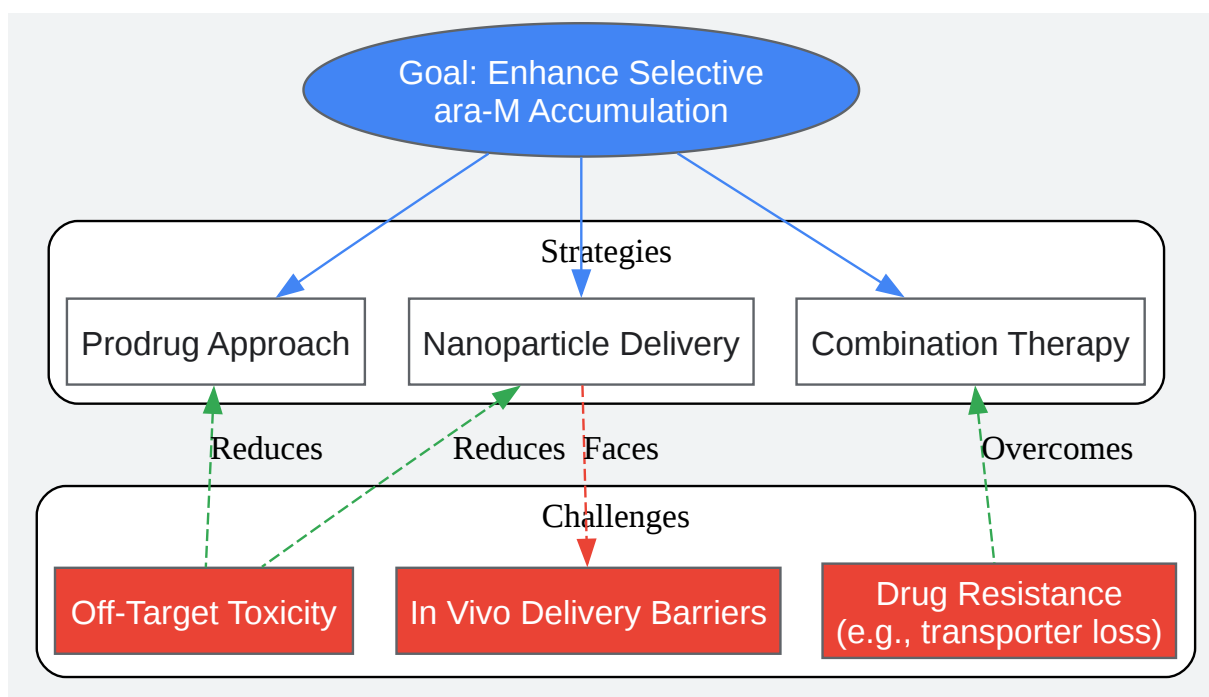 Goal: Enhance Selective
ara-M Accumulation
Strategies
Prodrug Approach
Nanoparticle Delivery
Combination Therapy
Reduces
Reduces
Faces
Overcomes
Challenges
Off-Target Toxicity
In Vivo Delivery Barriers
Drug Resistance
(e.g., transporter loss)